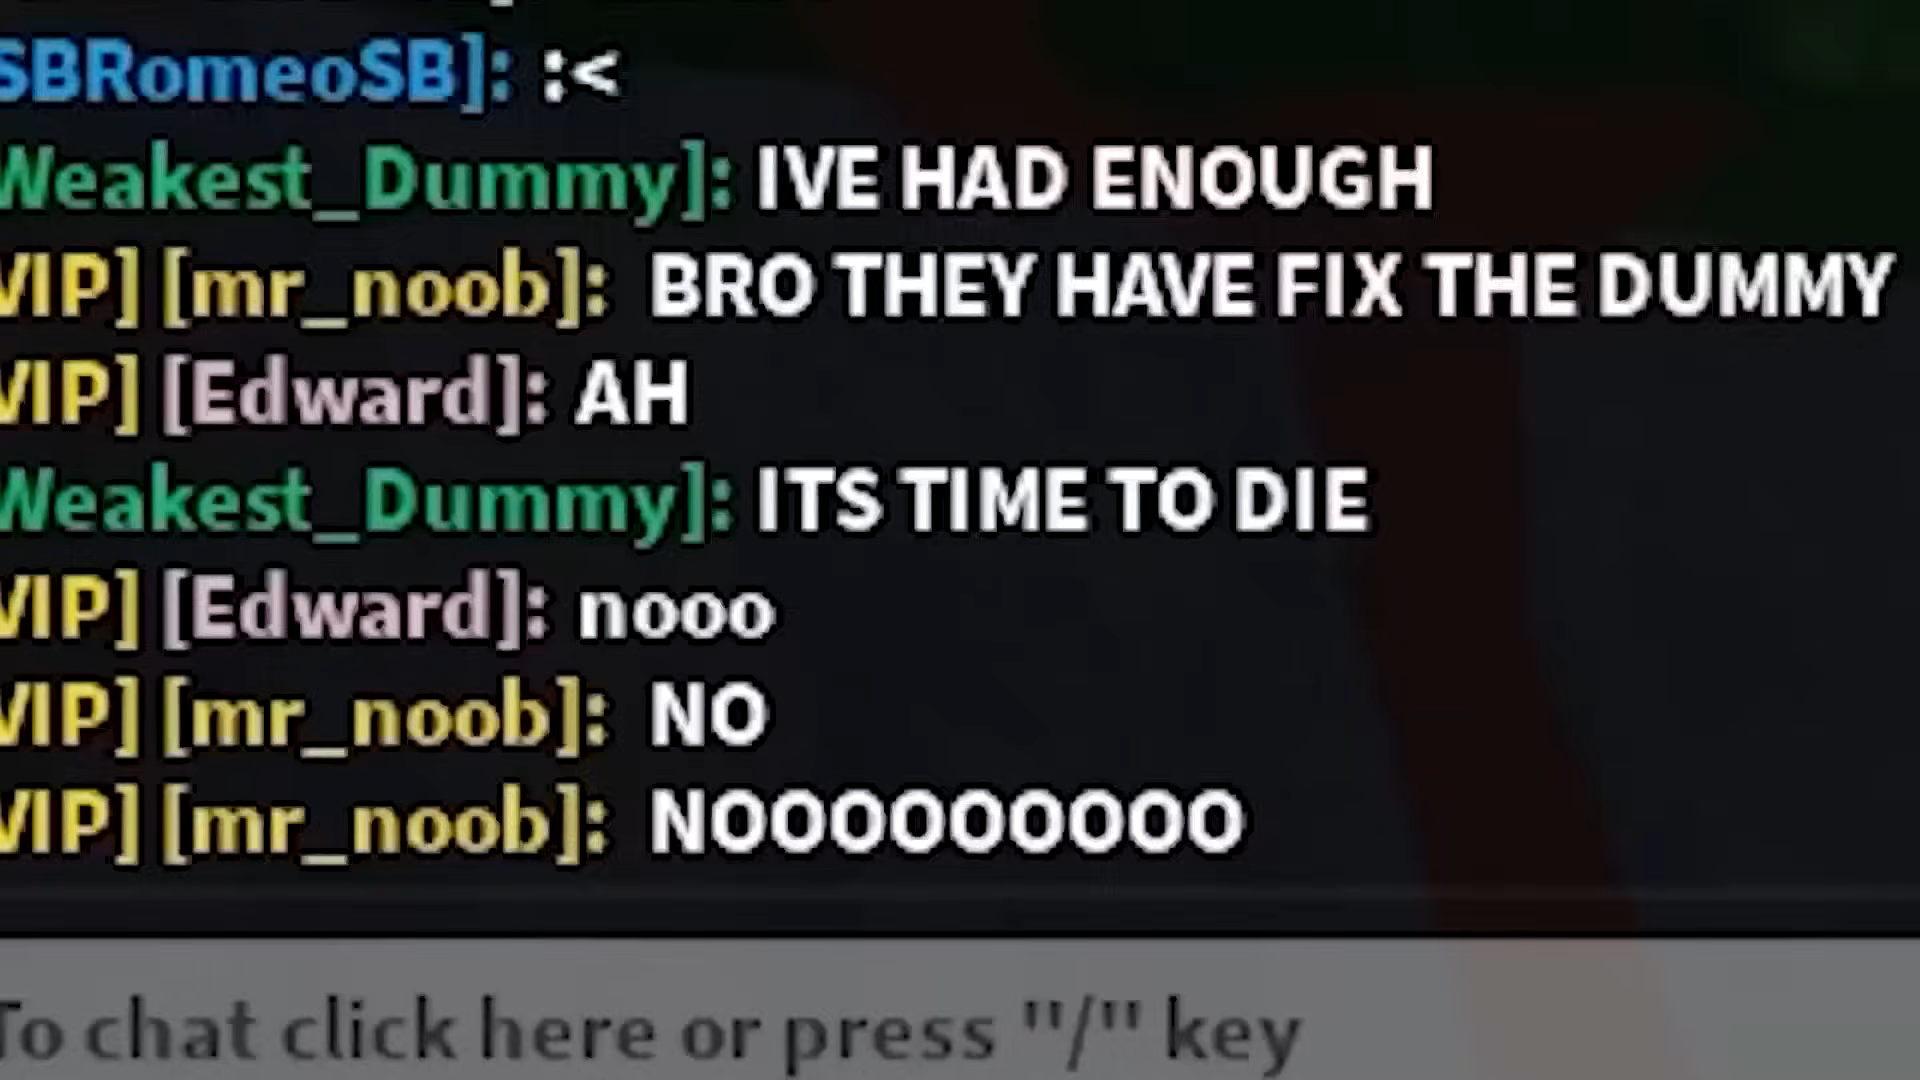 SBRomeoSB]: :<
Weakest_Dummy]: IVE HAD ENOUGH
VIP] [mr_noob]: BRO THEY HAVE FIX THE DUMMY
VIP] [Edward]: AH
Weakest_Dummy]: ITS TIME TO DIE
VIP] [Edward]: nooo
VIP] [mr_noob]: NO
VIP] [mr_noob]: NOOOOOOOOO
To chat click here or press "/" key